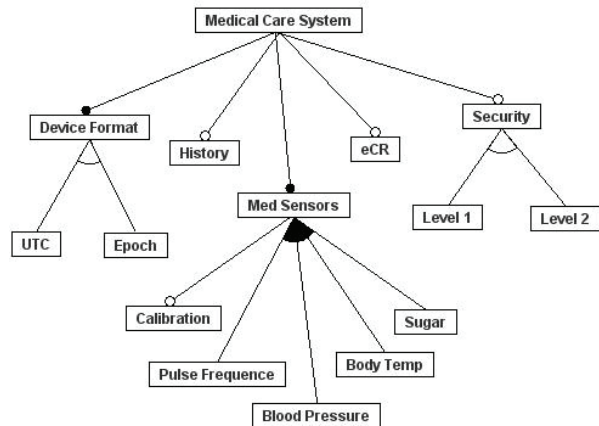 Medical Care System
Device Format
History
eCR
Security
Med Sensors
Level 1
Level 2
UTC
Epoch
Calibration
Sugar
Pulse Frequence
Body Temp
Blood Pressure